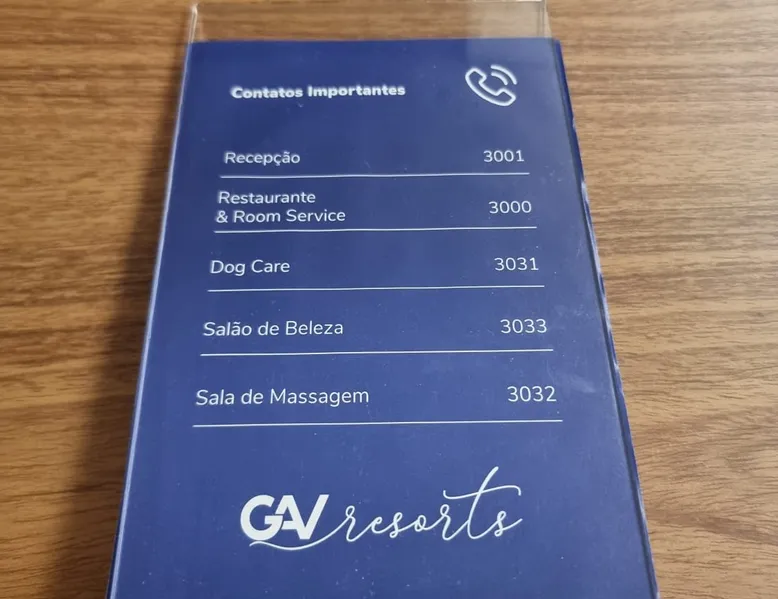 Contatos Importantes
Recepção 3001
Restaurante
& Room Service 3000
Dog Care 3031
Salão de Beleza 3033
Sala de Massagem 3032
GAV resorts